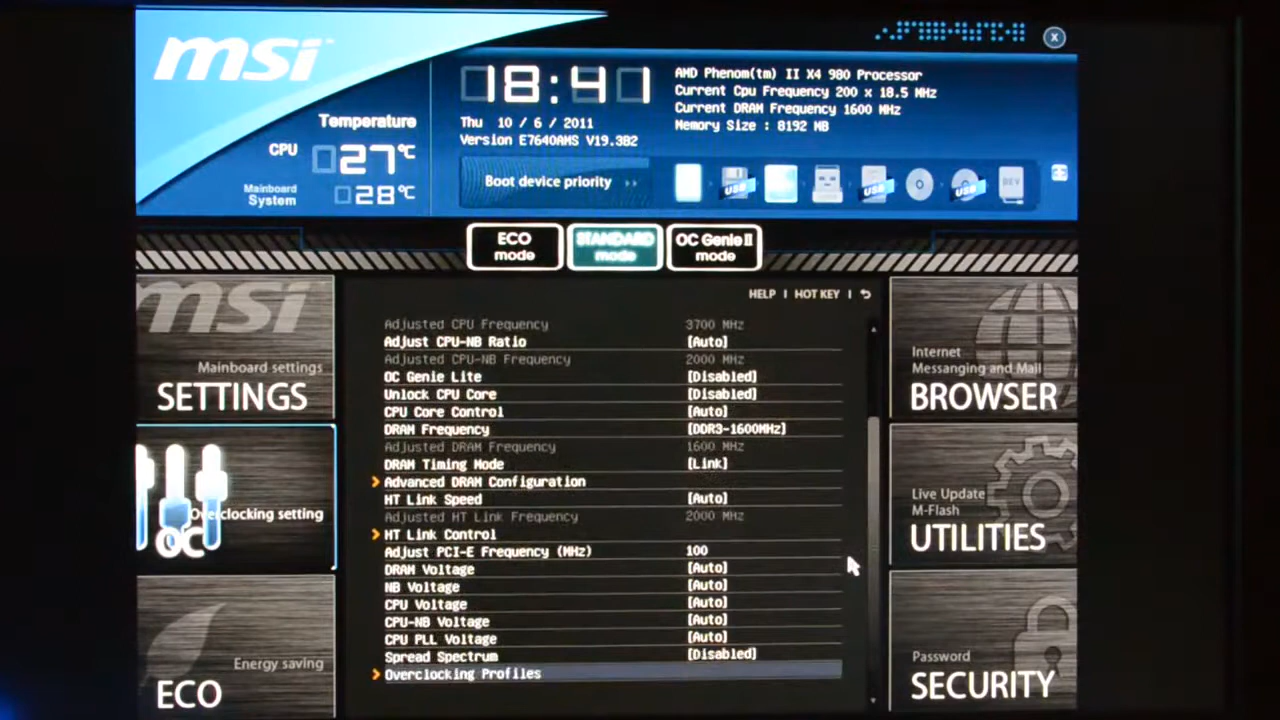 msi
Temperature
CPU 27°C
Mainboard
System 28°C
18:41
Thu 10 / 6 / 2011
Version E7640AMS V19.3B2
AMD Phenom(tm) II X4 980 Processor
Current Cpu Frequency 200 x 18.5 MHz
Current DRAM Frequency 1600 MHz
Memory Size : 8192 MB
Boot device priority
USB
USB
USB
DEV
X
ECO
mode
STANDARD
mode
OC Genie II
mode
HELP | HOT KEY |
msi
Mainboard settings
SETTINGS
Overclocking setting
OC
Energy saving
ECO
Adjusted CPU Frequency 3700 MHz
Adjust CPU-NB Ratio [Auto]
Adjusted CPU-NB Frequency 2000 MHz
OC Genie Lite [Disabled]
Unlock CPU Core [Disabled]
CPU Core Control [Auto]
DRAM Frequency [DDR3-1600MHz]
Adjusted DRAM Frequency 1600 MHz
DRAM Timing Mode [Link]
Advanced DRAM Configuration
HT Link Speed [Auto]
Adjusted HT Link Frequency 2000 MHz
HT Link Control
Adjust PCI-E Frequency (MHz) 100
DRAM Voltage [Auto]
NB Voltage [Auto]
CPU Voltage [Auto]
CPU-NB Voltage [Auto]
CPU PLL Voltage [Auto]
Spread Spectrum [Disabled]
Overclocking Profiles
Internet
Messanging and Mail
BROWSER
Live Update
M-Flash
UTILITIES
Password
SECURITY